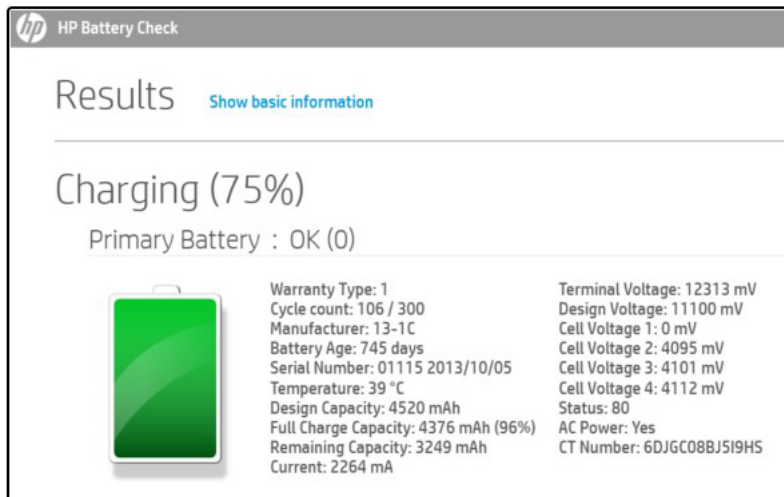 hp HP Battery Check
Results Show basic information
Charging (75%)
Primary Battery : OK (0)
Warranty Type: 1
Cycle count: 106 / 300
Manufacturer: 13-1C
Battery Age: 745 days
Serial Number: 01115 2013/10/05
Temperature: 39 °C
Design Capacity: 4520 mAh
Full Charge Capacity: 4376 mAh (96%)
Remaining Capacity: 3249 mAh
Current: 2264 mA
Terminal Voltage: 12313 mV
Design Voltage: 11100 mV
Cell Voltage 1: 0 mV
Cell Voltage 2: 4095 mV
Cell Voltage 3: 4101 mV
Cell Voltage 4: 4112 mV
Status: 80
AC Power: Yes
CT Number: 6DJGC08BJ5I9HS